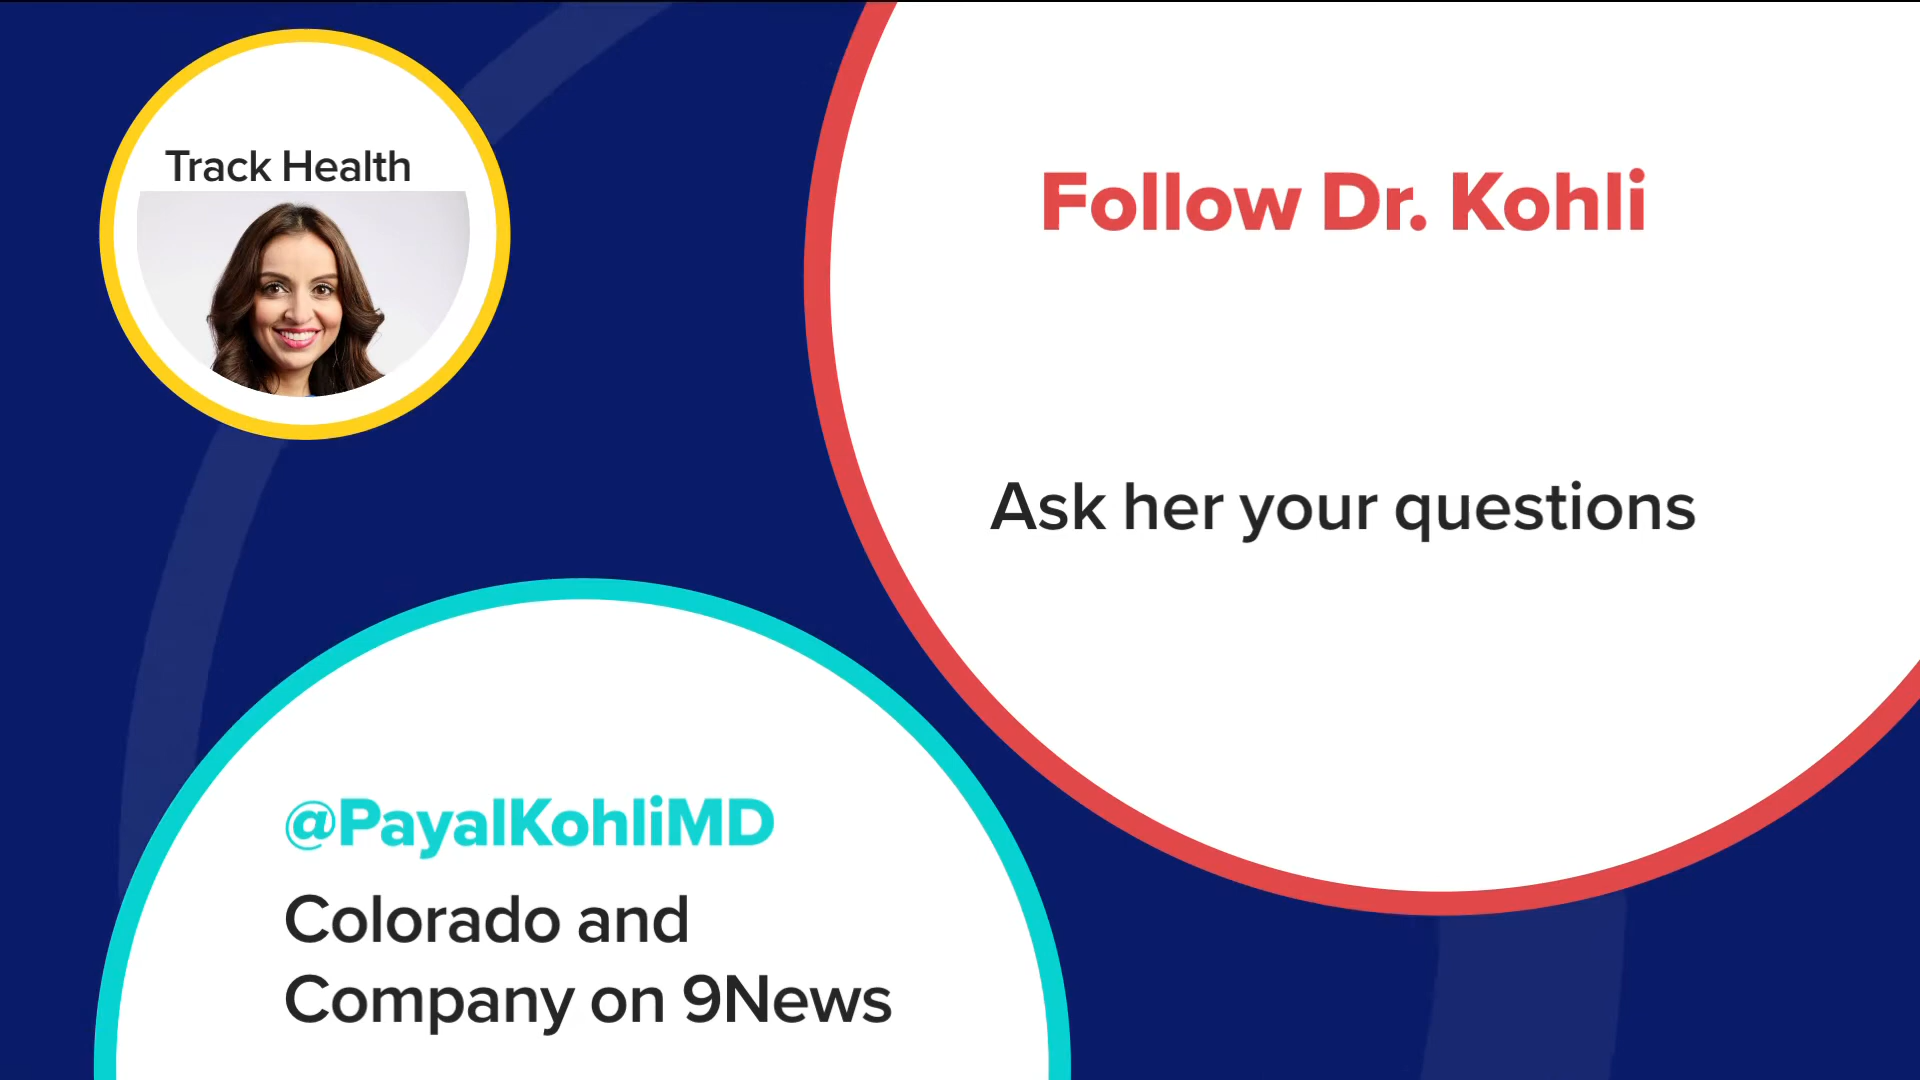 Track Health
Follow Dr. Kohli
Ask her your questions
@PayalKohliMD
Colorado and
Company on 9News